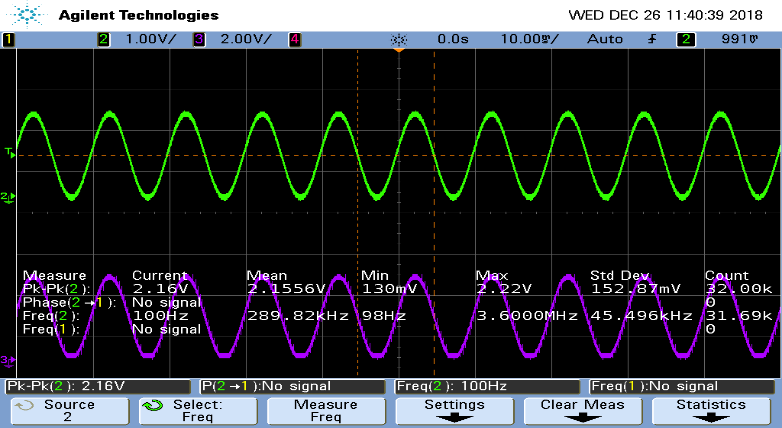 Agilent Technologies WED DEC 26 11:40:39 2018
1 2 1.00V/ 3 2.00V/ 4 0.0s 10.00ms/ Auto 2 991mV
T
2
Measure Current Mean Min Max Std Dev Count
Pk-Pk(2): 2.16V 2.1556V 130mV 2.22V 152.87mV 32.00k
Phase(2→1): No signal 0
Freq(2): 100Hz 289.82kHz 98Hz 3.6000MHz 45.496kHz 31.69k
Freq(1): No signal 0
3
Pk-Pk(2): 2.16V P(2→1):No signal Freq(2): 100Hz Freq(1):No signal
Source Select: Measure Settings Clear Meas Statistics
2 Freq Freq